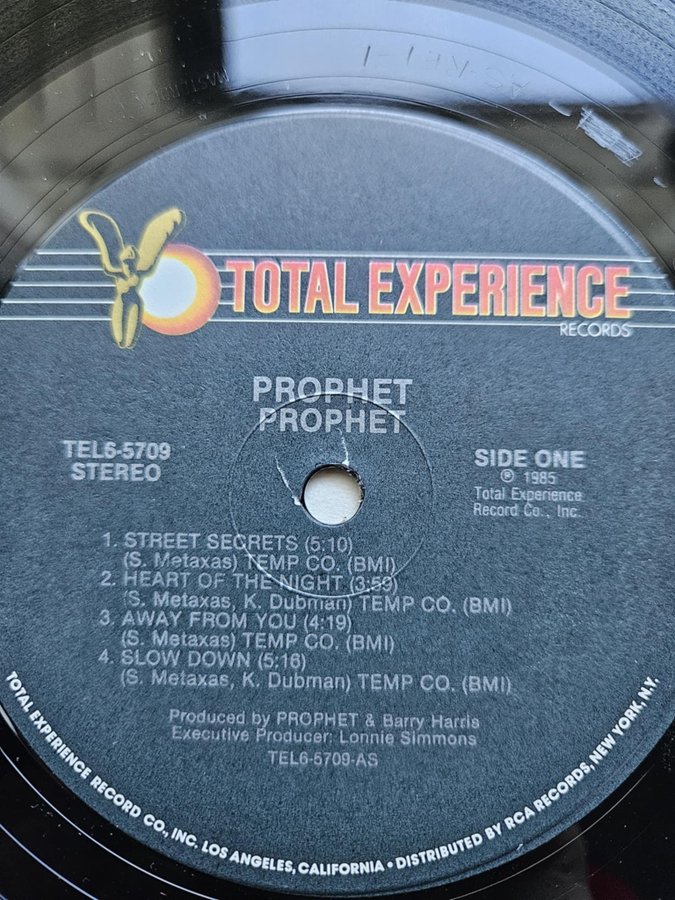 TOTAL EXPERIENCE
RECORDS
PROPHET
PROPHET
TEL6-5709
STEREO
SIDE ONE
℗ 1985
Total Experience
Record Co., Inc.
1. STREET SECRETS (5:10)
(S. Metaxas) TEMP CO. (BMI)
2. HEART OF THE NIGHT (3:59)
(S. Metaxas, K. Dubman) TEMP CO. (BMI)
3. AWAY FROM YOU (4:19)
(S. Metaxas) TEMP CO. (BMI)
4. SLOW DOWN (5:16)
(S. Metaxas, K. Dubman) TEMP CO. (BMI)
Produced by PROPHET & Barry Harris
Executive Producer: Lonnie Simmons
TEL6-5709-AS
TOTAL EXPERIENCE RECORD CO., INC. LOS ANGELES, CALIFORNIA • DISTRIBUTED BY RCA RECORDS, NEW YORK, N.Y.